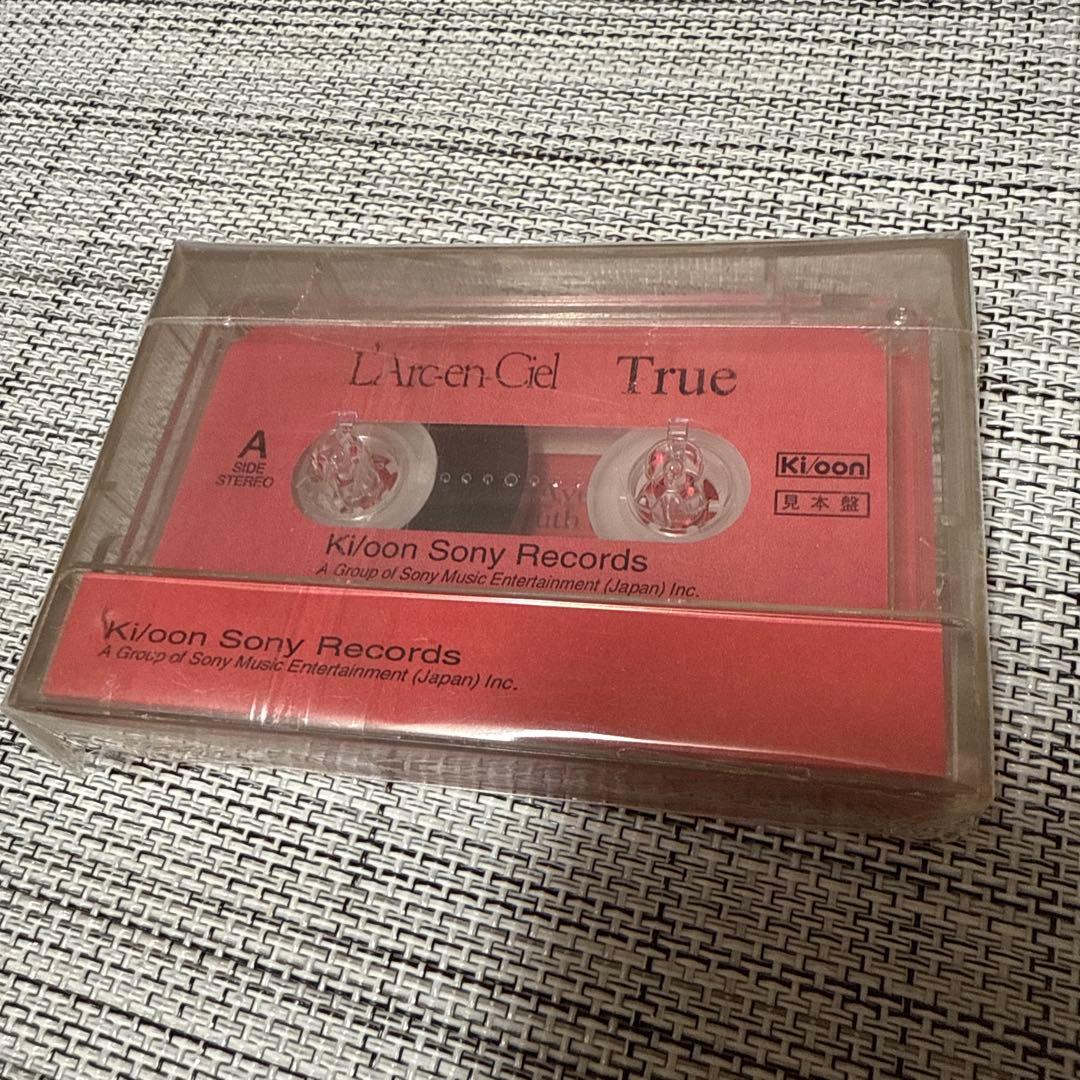 L'Arc-en-Ciel True
A
SIDE
STEREO
Ki/oon
見本盤
Ki/oon Sony Records
A Group of Sony Music Entertainment (Japan) Inc.
Ki/oon Sony Records
A Group of Sony Music Entertainment (Japan) Inc.